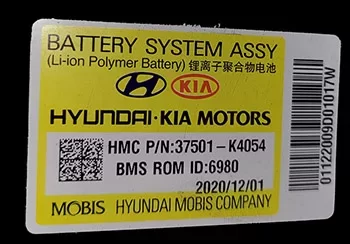 BATTERY SYSTEM ASSY
(Li-ion Polymer Battery) 锂离子聚合物电池
KIA
HYUNDAI·KIA MOTORS
HMC P/N:37501-K4054
BMS ROM ID:6980
2020/12/01
MOBIS HYUNDAI MOBIS COMPANY
01122009D01017W